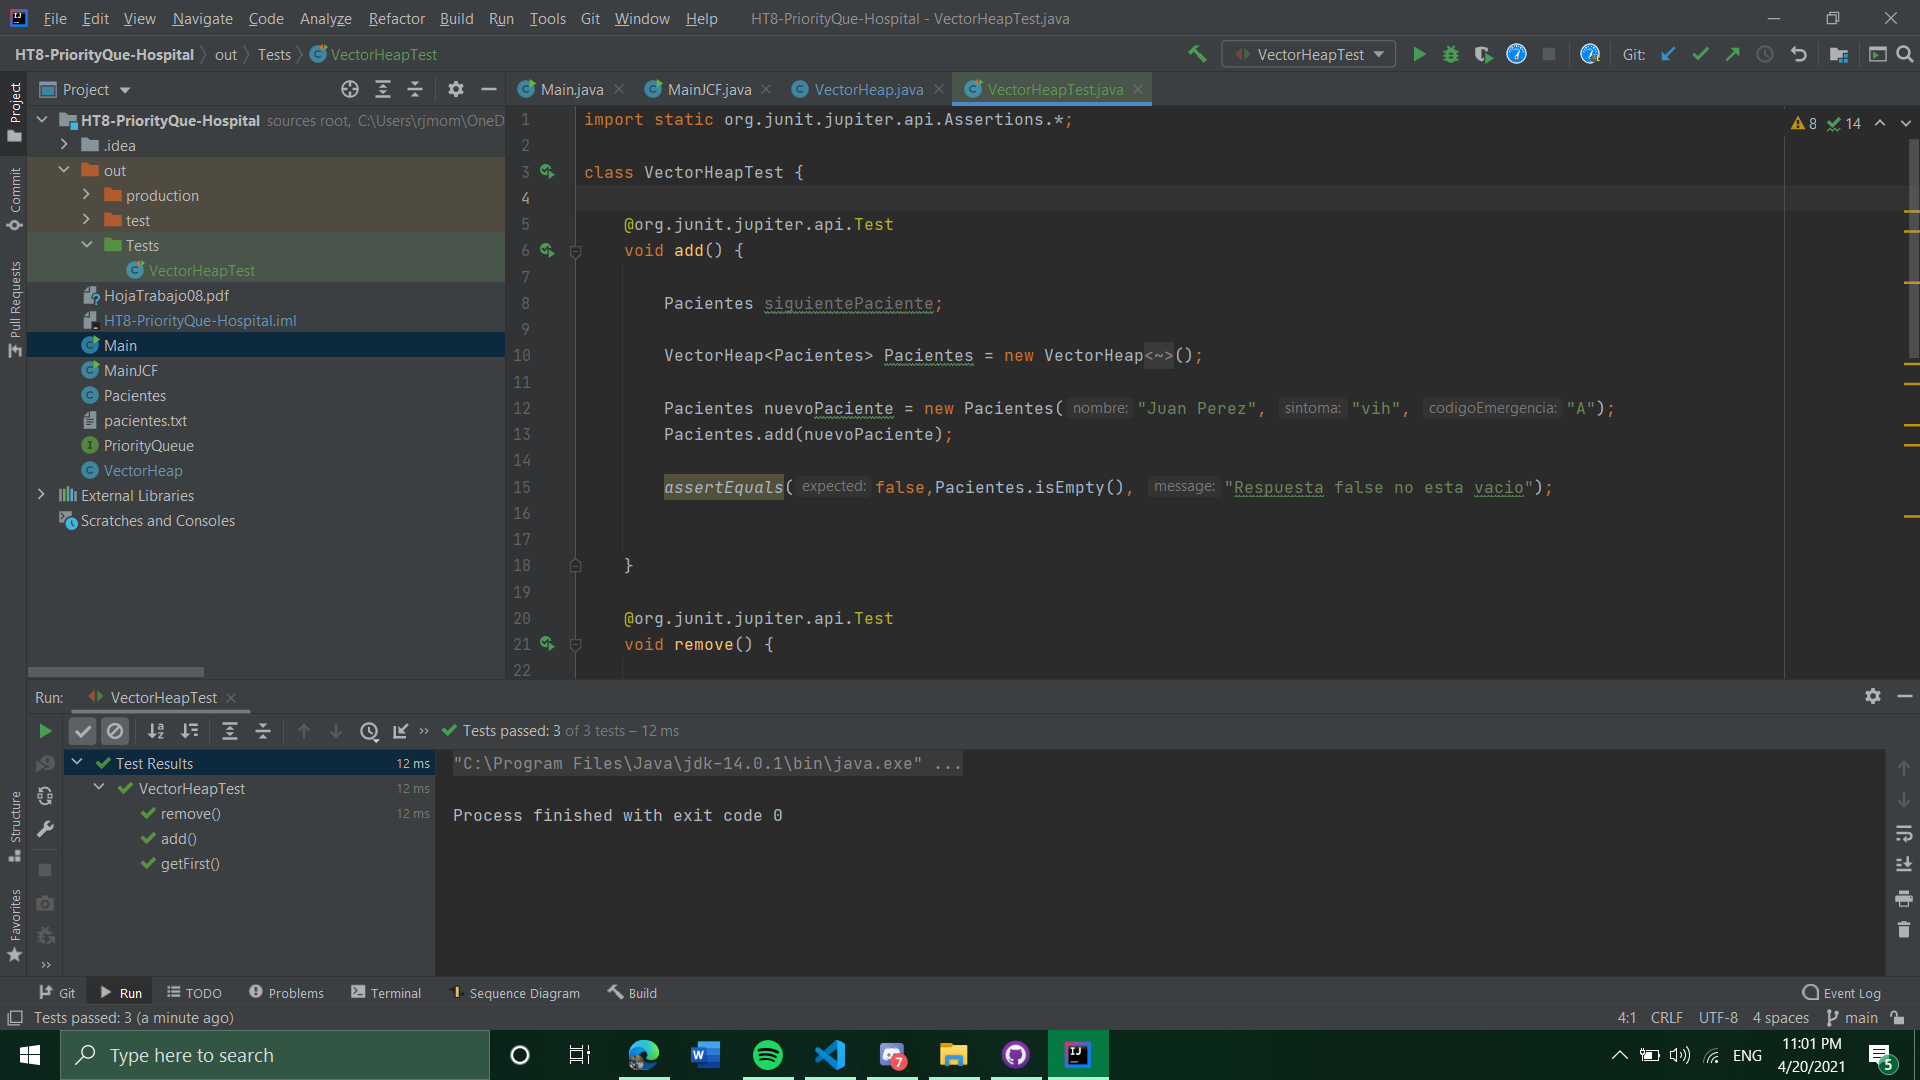 File Edit View Navigate Code Analyze Refactor Build Run Tools Git Window Help HT8-PriorityQue-Hospital - VectorHeapTest.java
HT8-PriorityQue-Hospital out Tests VectorHeapTest VectorHeapTest Git:
Project
Main.java MainJCF.java VectorHeap.java VectorHeapTest.java
Project
Commit
Pull Requests
Structure
Favorites
HT8-PriorityQue-Hospital sources root, C:\Users\rjmom\OneD
.idea
out
production
test
Tests
VectorHeapTest
HojaTrabajo08.pdf
HT8-PriorityQue-Hospital.iml
Main
MainJCF
Pacientes
pacientes.txt
PriorityQueue
VectorHeap
External Libraries
Scratches and Consoles
8 14
1 import static org.junit.jupiter.api.Assertions.*;
2
3 class VectorHeapTest {
4
5 @org.junit.jupiter.api.Test
6 void add() {
7
8 Pacientes siquientePaciente;
9
10 VectorHeap<Pacientes> Pacientes = new VectorHeap<~>();
11
12 Pacientes nuevoPaciente = new Pacientes( nombre: "Juan Perez", sintoma: "vih", codigoEmergencia: "A");
13 Pacientes.add(nuevoPaciente);
14
15 assertEquals( expected: false,Pacientes.isEmpty(), message: "Respuesta false no esta vacio");
16
17
18 }
19
20 @org.junit.jupiter.api.Test
21 void remove() {
22
Run: VectorHeapTest
Tests passed: 3 of 3 tests – 12 ms
Test Results 12 ms
VectorHeapTest 12 ms
remove() 12 ms
add()
getFirst()
"C:\Program Files\Java\jdk-14.0.1\bin\java.exe" ...
Process finished with exit code 0
Git Run TODO Problems Terminal Sequence Diagram Build Event Log
Tests passed: 3 (a minute ago) 4:1 CRLF UTF-8 4 spaces main
Type here to search 7 ENG 11:01 PM
4/20/2021 5